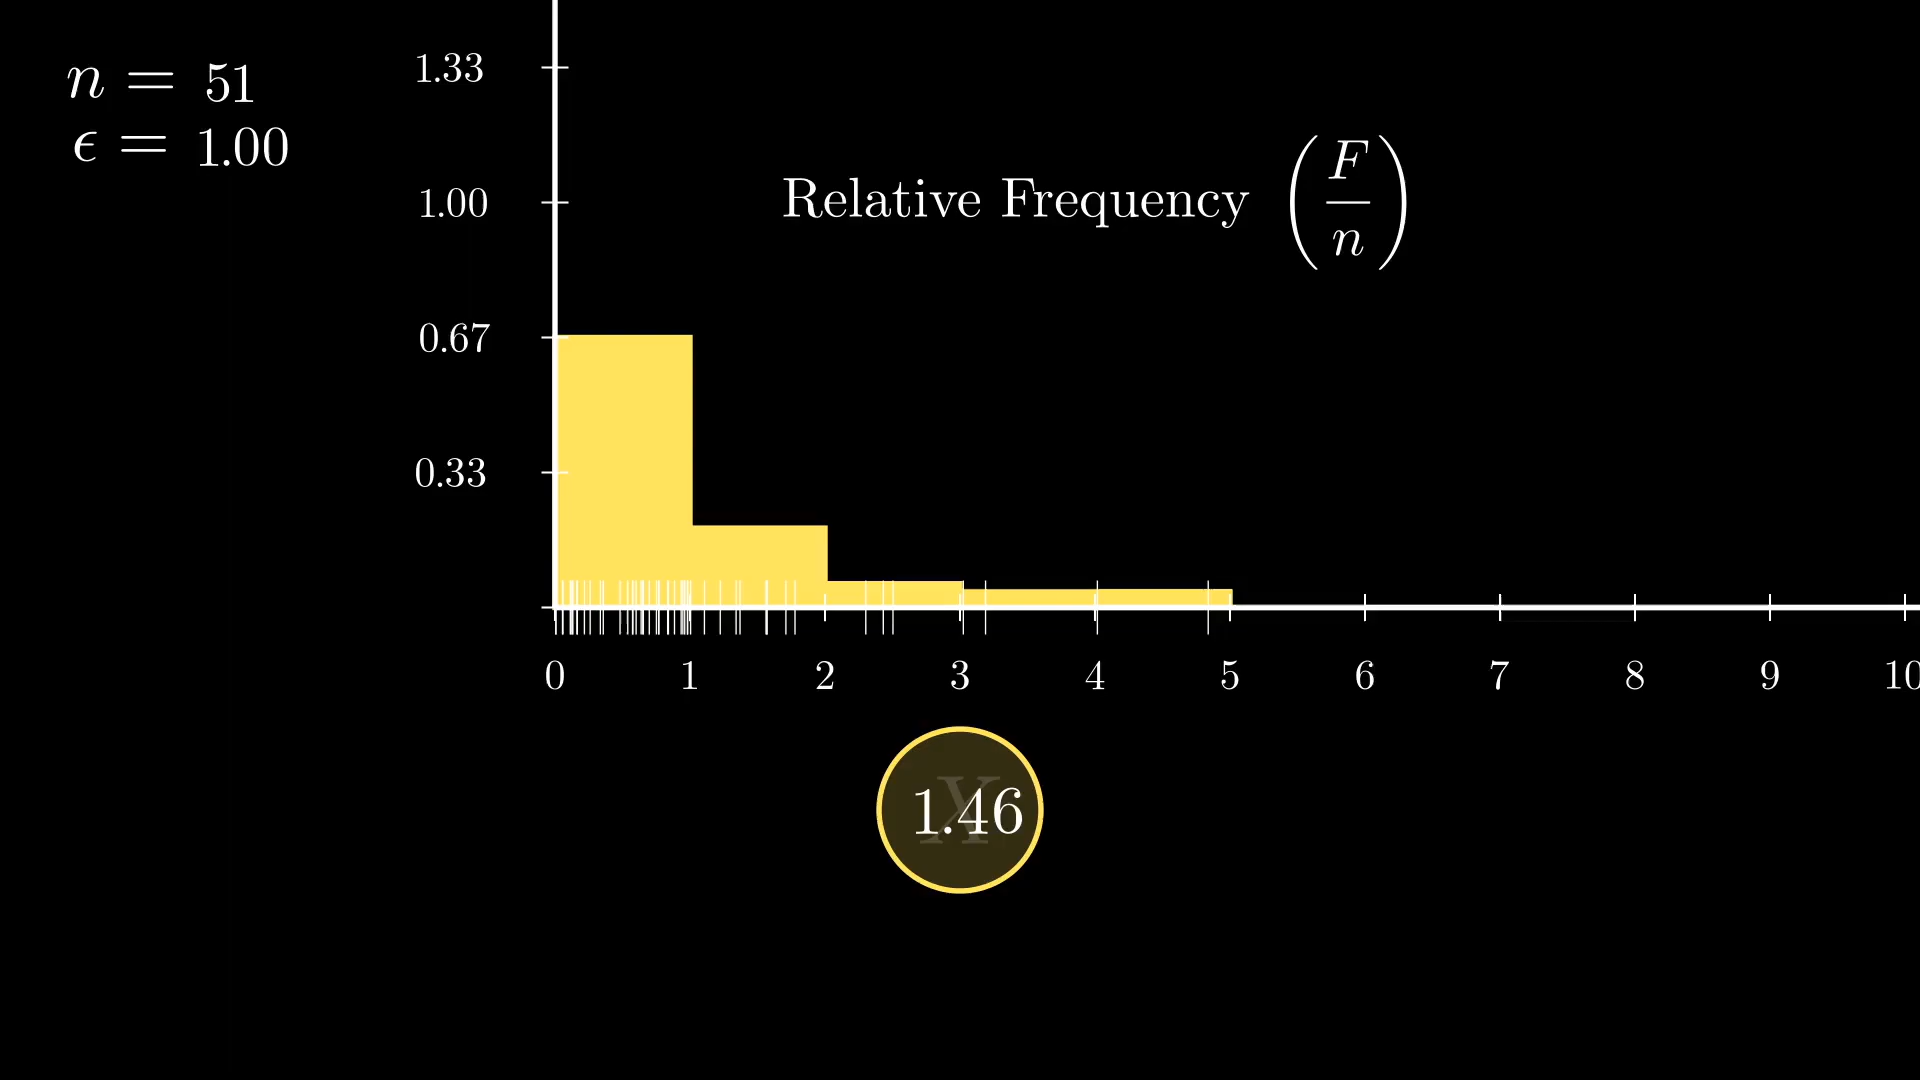 n = 51
ϵ = 1.00
1.33
1.00
0.67
0.33
Relative Frequency (F/n)
0 1 2 3 4 5 6 7 8 9 10
X
1.46